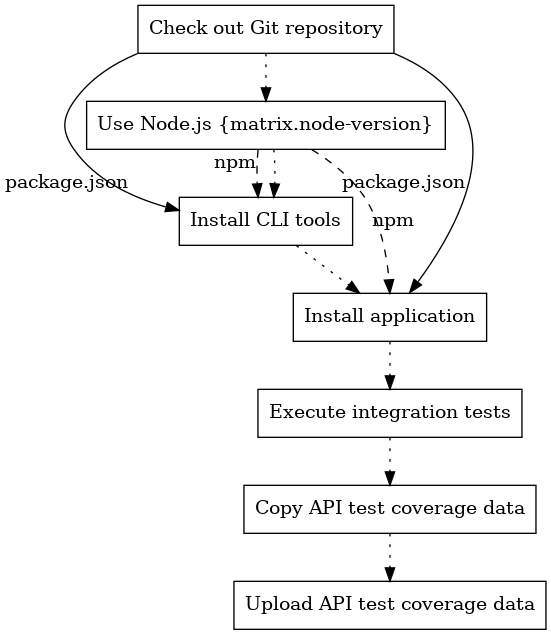 Check out Git repository
Use Node.js {matrix.node-version}
npm
package.json
package.json
Install CLI tools
npm
Install application
Execute integration tests
Copy API test coverage data
Upload API test coverage data